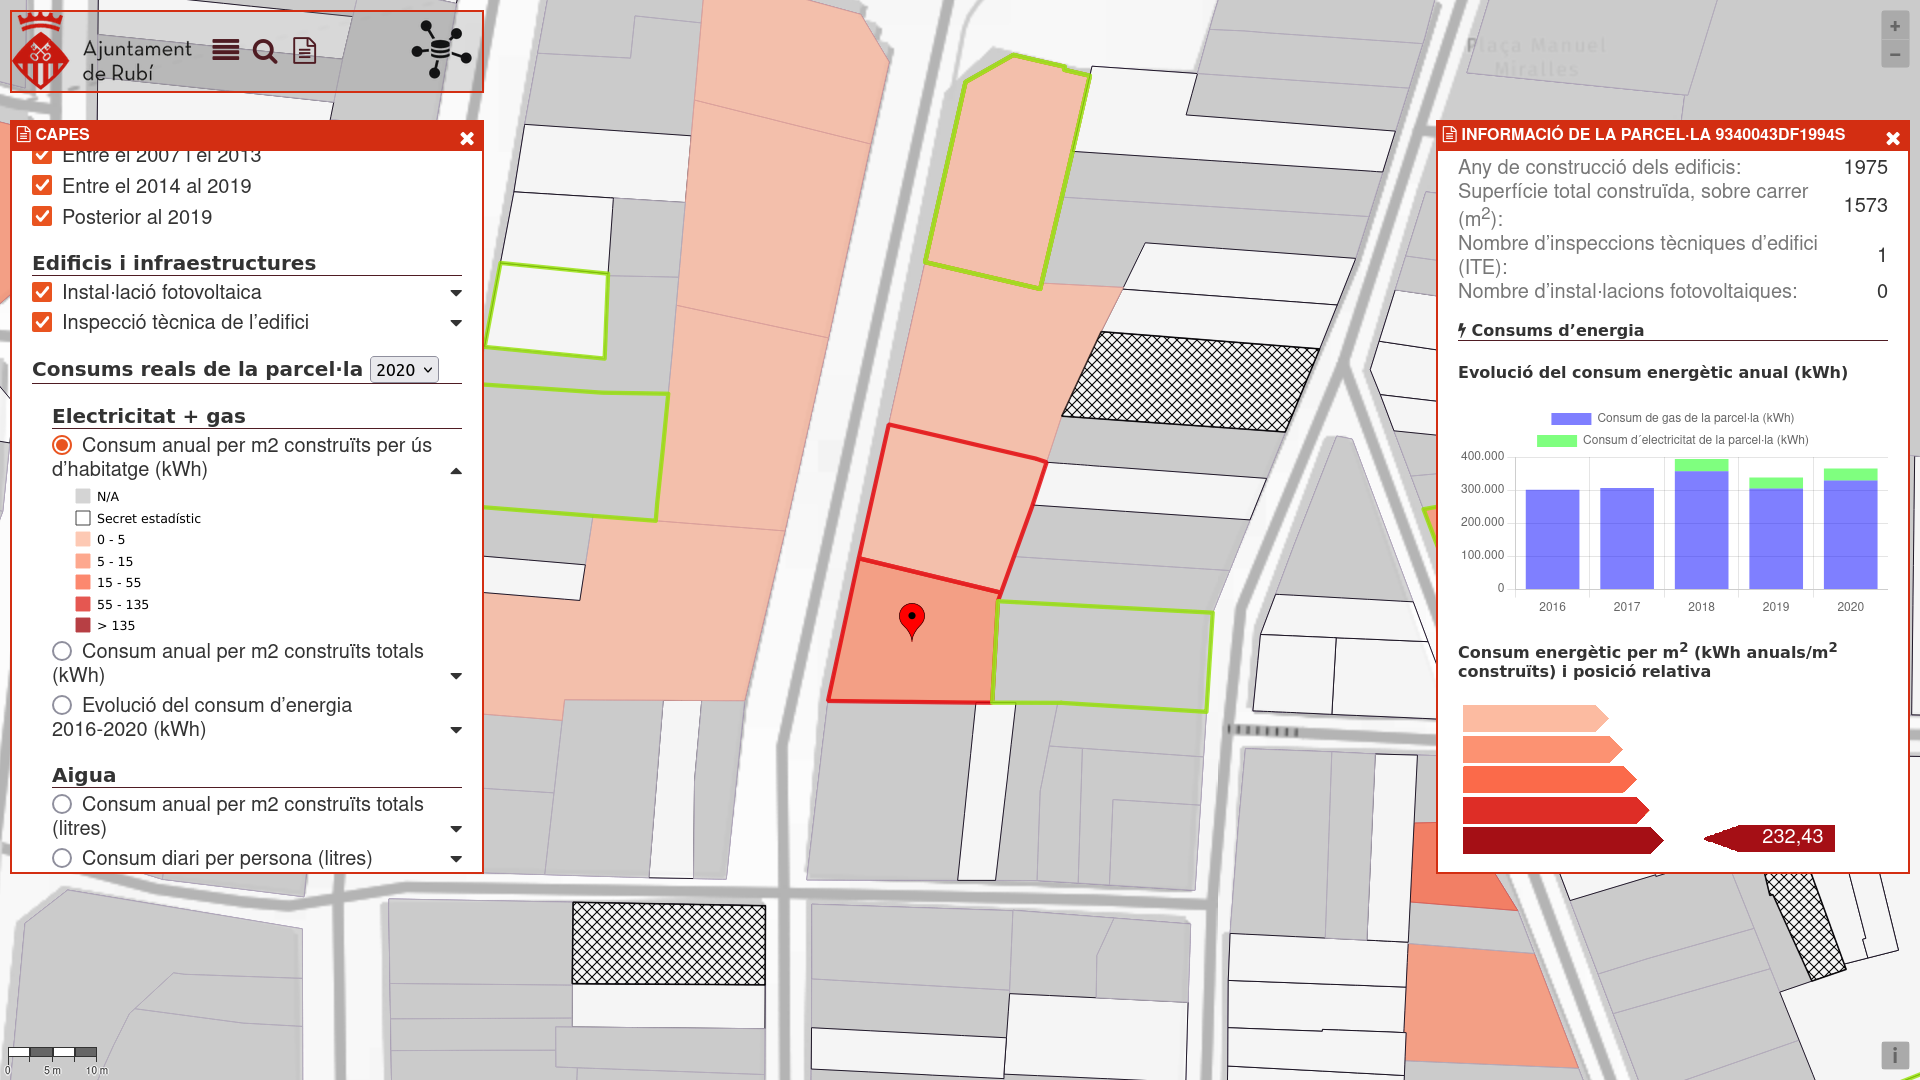 Ajuntament
de Rubí
Plaça Manuel
Miralles
+
−
CAPES
Entre el 2007 i el 2013
Entre el 2014 al 2019
Posterior al 2019
Edificis i infraestructures
Instal·lació fotovoltaica
Inspecció tècnica de l’edifici
Consums reals de la parcel·la 2020
Electricitat + gas
Consum anual per m2 construïts per ús
d’habitatge (kWh)
N/A
Secret estadístic
0 - 5
5 - 15
15 - 55
55 - 135
> 135
Consum anual per m2 construïts totals
(kWh)
Evolució del consum d’energia
2016-2020 (kWh)
Aigua
Consum anual per m2 construïts totals
(litres)
Consum diari per persona (litres)
INFORMACIÓ DE LA PARCEL·LA 9340043DF1994S
Any de construcció dels edificis: 1975
Superfície total construïda, sobre carrer
(m2): 1573
Nombre d’inspeccions tècniques d’edifici
(ITE): 1
Nombre d’instal·lacions fotovoltaiques: 0
Consums d’energia
Evolució del consum energètic anual (kWh)
Consum de gas de la parcel·la (kWh)
Consum d´electricitat de la parcel·la (kWh)
400.000
300.000
200.000
100.000
0
2016 2017 2018 2019 2020
Consum energètic per m2 (kWh anuals/m2
construïts) i posició relativa
232,43
0 5 m 10 m
i